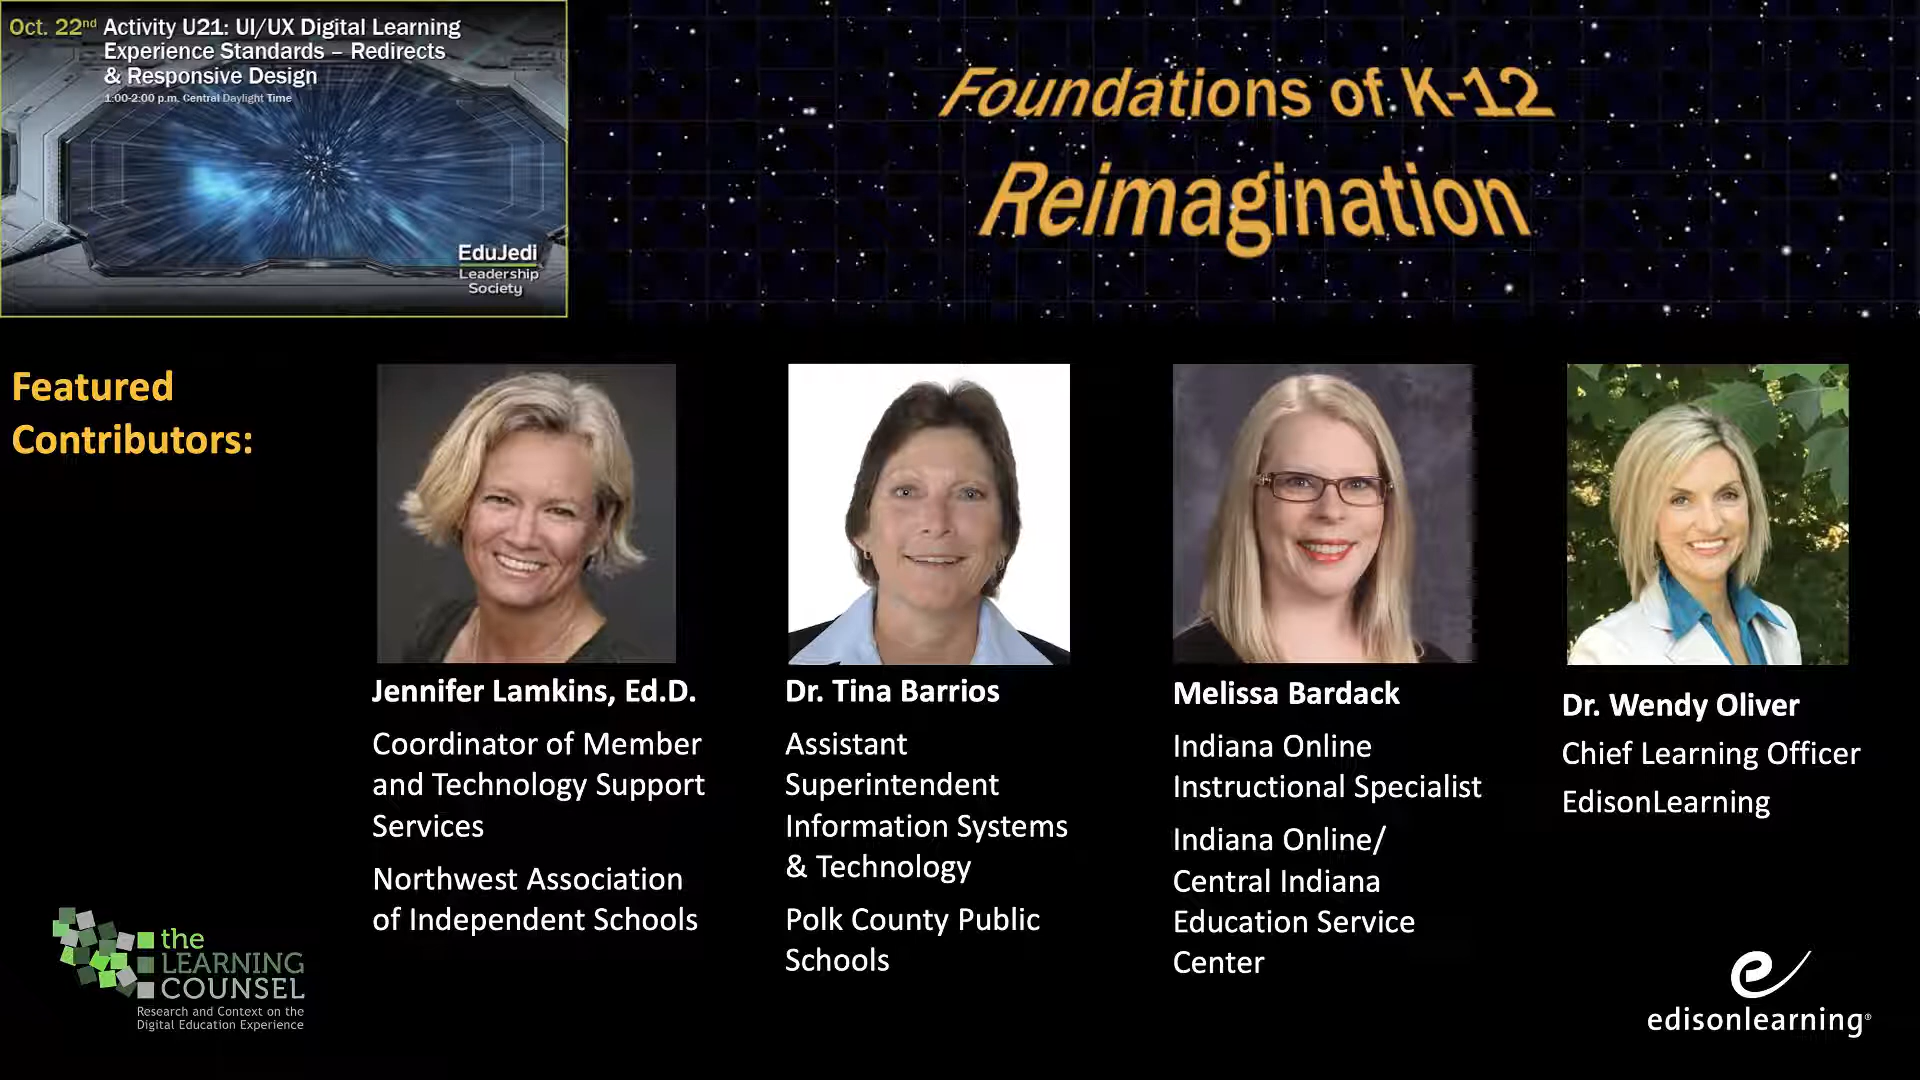 Oct. 22nd Activity U21: UI/UX Digital Learning
Experience Standards – Redirects
& Responsive Design
1:00-2:00 p.m. Central Daylight Time
EduJedi
Leadership
Society
Foundations of K-12
Reimagination
Featured
Contributors:
Jennifer Lamkins, Ed.D.
Coordinator of Member
and Technology Support
Services
Northwest Association
of Independent Schools
Dr. Tina Barrios
Assistant
Superintendent
Information Systems
& Technology
Polk County Public
Schools
Melissa Bardack
Indiana Online
Instructional Specialist
Indiana Online/
Central Indiana
Education Service
Center
Dr. Wendy Oliver
Chief Learning Officer
EdisonLearning
the
LEARNING
COUNSEL
Research and Context on the
Digital Education Experience
edisonlearning®